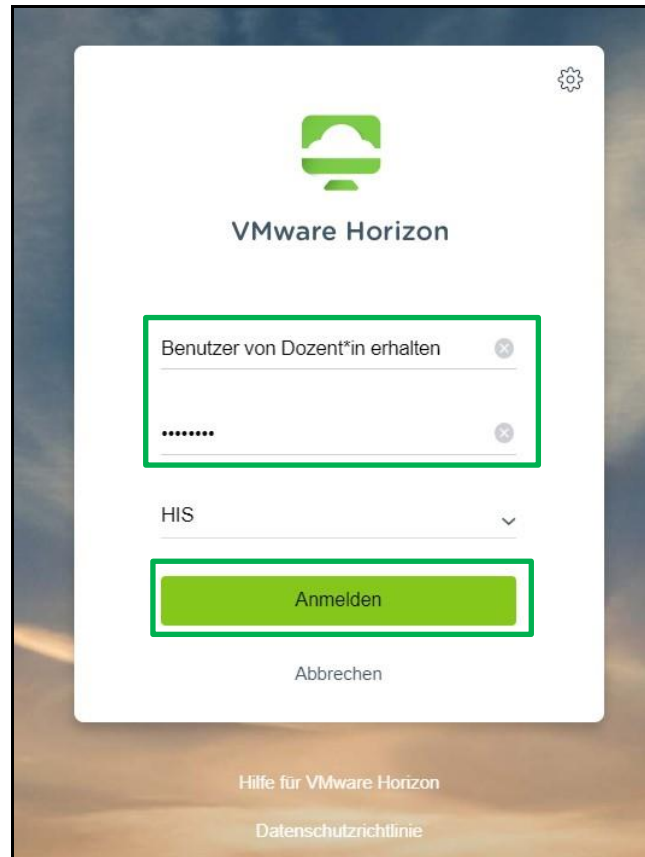 VMware Horizon
Benutzer von Dozent*in erhalten
••••••••
HIS
Anmelden
Abbrechen
Hilfe für VMware Horizon
Datenschutzrichtlinie